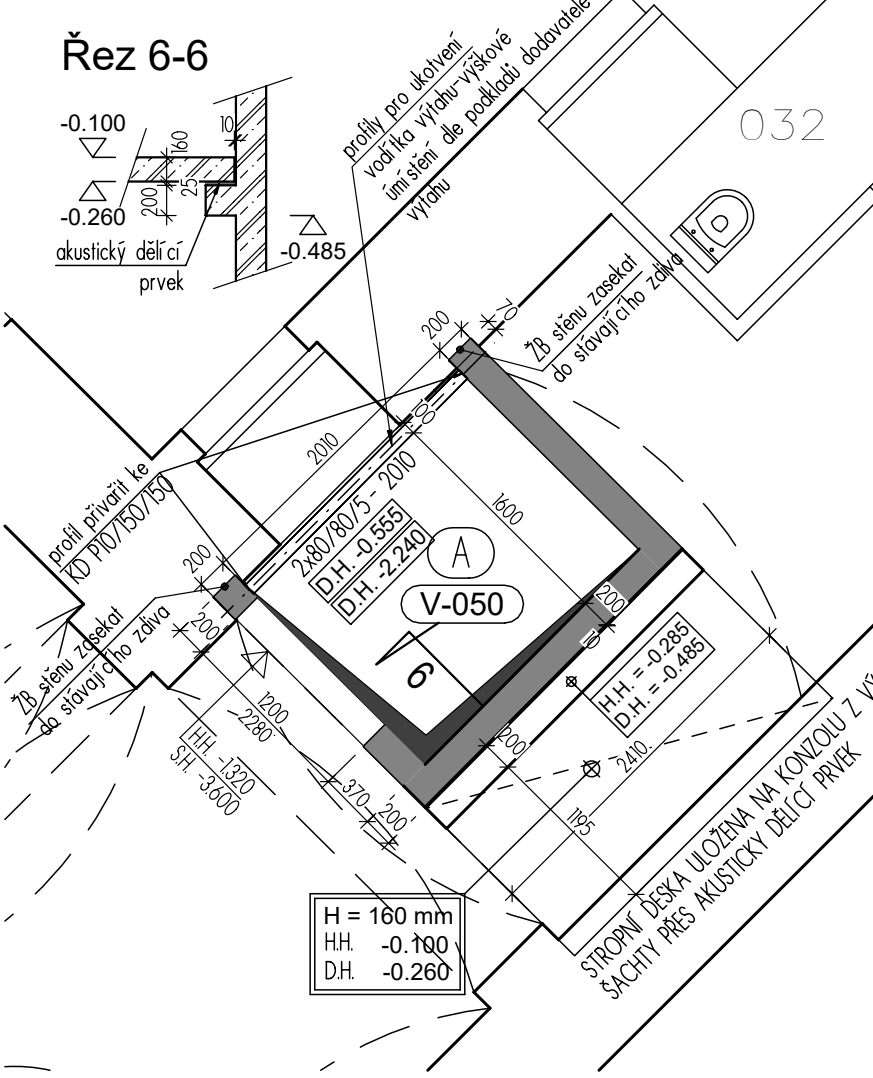 Řez 6-6
-0.100
10
160
25
200
-0.260
-0.485
akustický dělící
prvek
profily pro ukotvení
vodítka výtahu-výškové
úmístění dle podkladů dodavatele
výtahu
032
ŽB stěnu zasekat
do stávajícího zdiva
200
70
100
2010
1600
2x80/80/5 - 2010
D.H. -0.555
D.H. -2.240
A
V-050
6
profil přivařit ke
KD P10/150/150
200
200
ŽB stěnu zasekat
do stávajícího zdiva
1200
2280
H.H. -1.320
S.H. -3.600
370
200
200
10
200
H.H. = -0.285
D.H. = -0.485
2410
1195
STROPNÍ DESKA ULOŽENA NA KONZOLU Z
ŠACHTY PŘES AKUSTICKY DĚLÍCÍ PRVEK
H = 160 mm
H.H. -0.100
D.H. -0.260